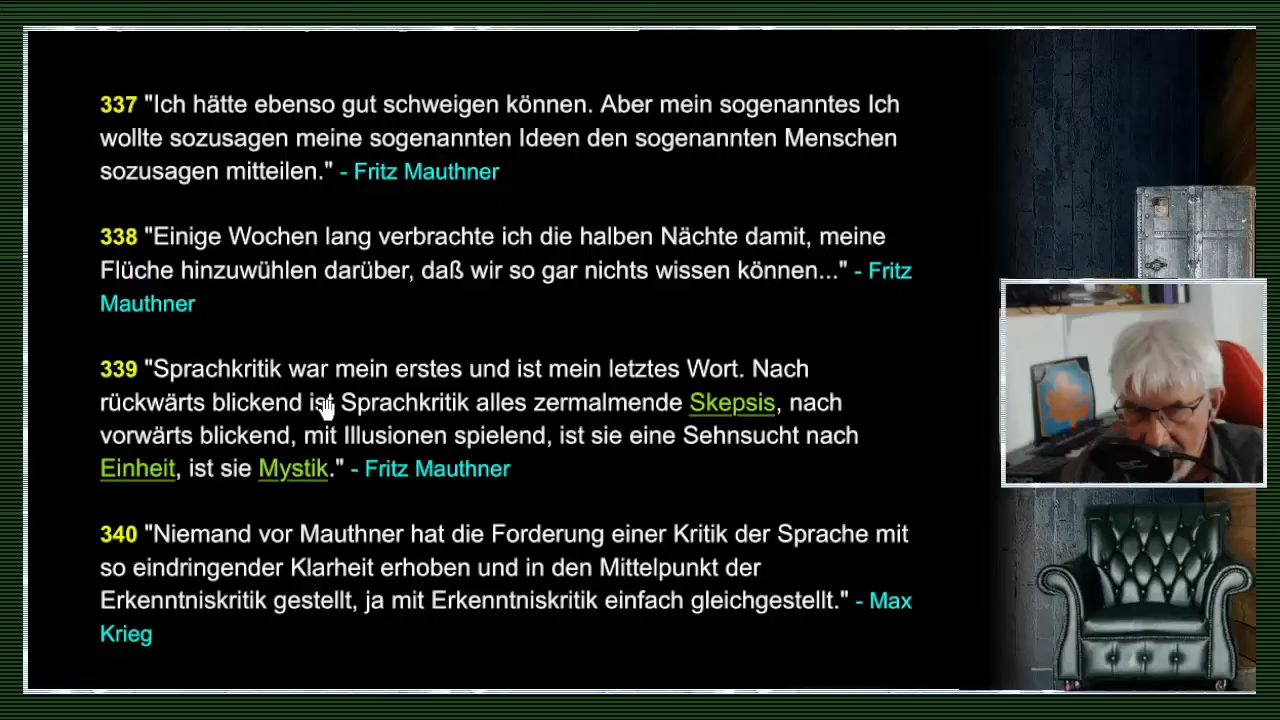 337 "Ich hätte ebenso gut schweigen können. Aber mein sogenanntes Ich
wollte sozusagen meine sogenannten Ideen den sogenannten Menschen
sozusagen mitteilen." - Fritz Mauthner
338 "Einige Wochen lang verbrachte ich die halben Nächte damit, meine
Flüche hinzuwühlen darüber, daß wir so gar nichts wissen können..." - Fritz
Mauthner
339 "Sprachkritik war mein erstes und ist mein letztes Wort. Nach
rückwärts blickend ist Sprachkritik alles zermalmende Skepsis, nach
vorwärts blickend, mit Illusionen spielend, ist sie eine Sehnsucht nach
Einheit, ist sie Mystik." - Fritz Mauthner
340 "Niemand vor Mauthner hat die Forderung einer Kritik der Sprache mit
so eindringender Klarheit erhoben und in den Mittelpunkt der
Erkenntniskritik gestellt, ja mit Erkenntniskritik einfach gleichgestellt." - Max
Krieg